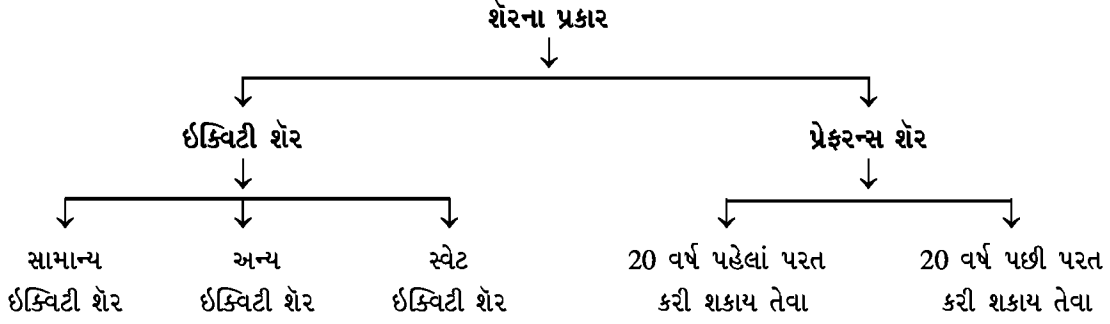 શૅરના પ્રકાર
ઇક્વિટી શૅર
પ્રેફરન્સ શૅર
સામાન્ય
ઇક્વિટી શૅર
અન્ય
ઇક્વિટી શૅર
સ્વેટ
ઇક્વિટી શૅર
20 વર્ષ પહેલાં પરત
કરી શકાય તેવા
20 વર્ષ પછી પરત
કરી શકાય તેવા